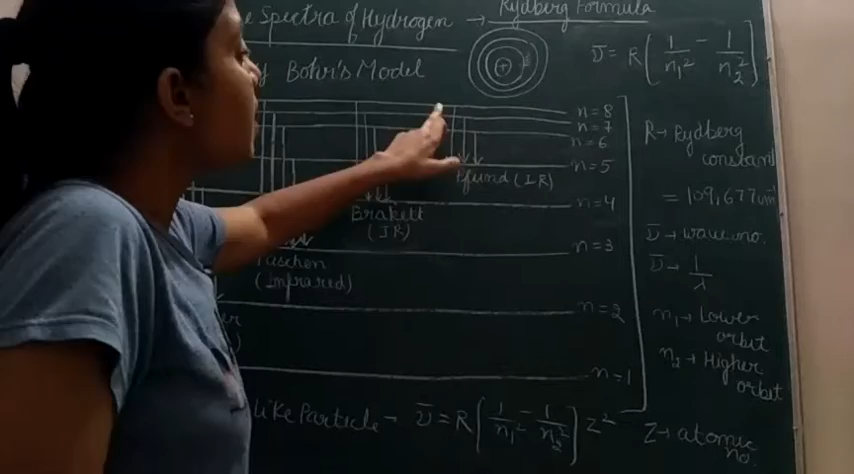 Spectra of Hydrogen → Rydberg Formula
Bohr's Model
ν̄ = R(1/n₁² - 1/n₂²)
n=8
n=7
n=6
n=5
n=4
n=3
n=2
n=1
fund (IR)
Brakett
(IR)
Paschen
(Infrared)
R→ Rydberg
constant
= 109,677 cm⁻¹
ν̄ → wave no.
ν̄ → 1/λ
n₁→ Lower
orbit
n₂→ Higher
orbit
like Particle - ν̄ = R(1/n₁² - 1/n₂²) Z²
Z→ atomic
no.